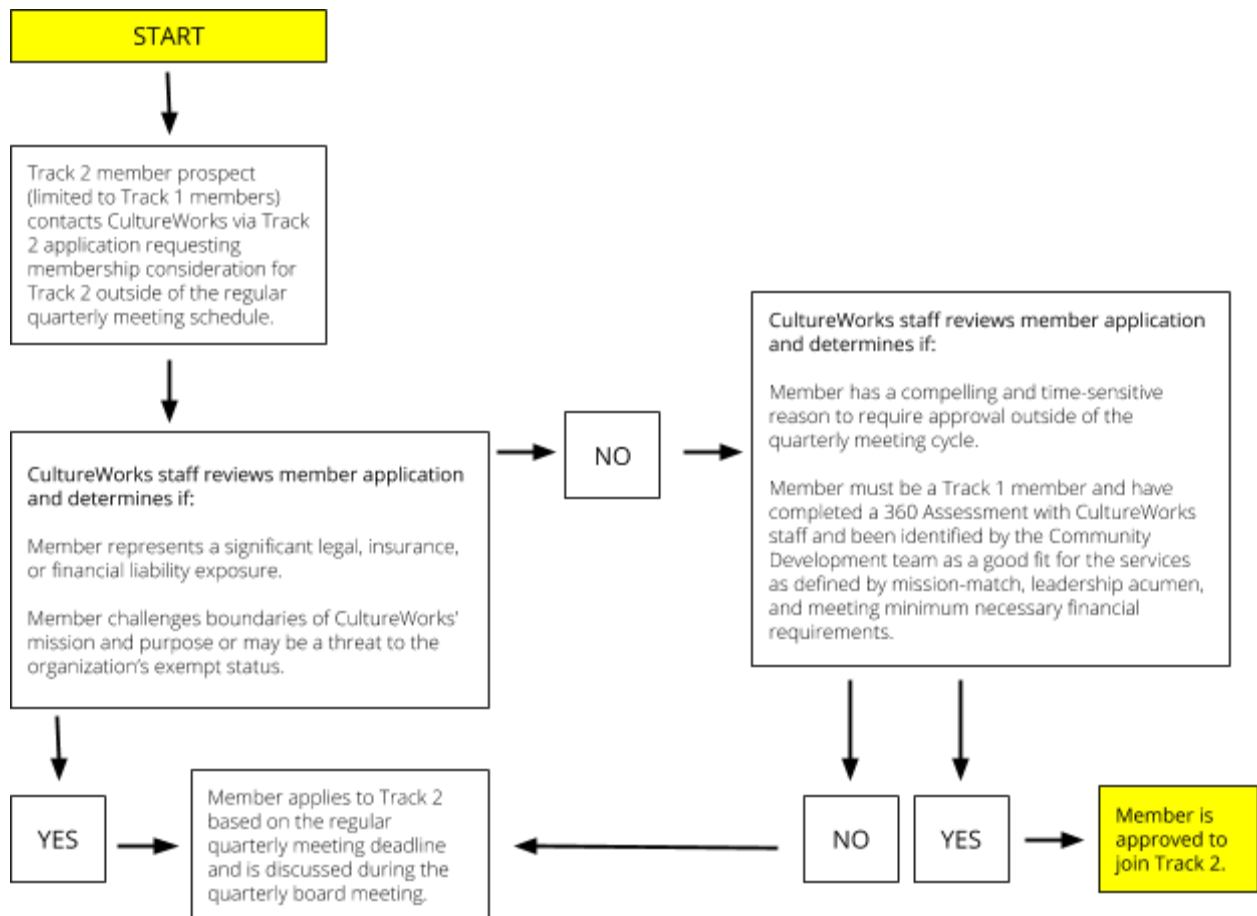 START
Track 2 member prospect
(limited to Track 1 members)
contacts CultureWorks via Track
2 application requesting
membership consideration for
Track 2 outside of the regular
quarterly meeting schedule.
CultureWorks staff reviews member application
and determines if:
Member represents a significant legal, insurance,
or financial liability exposure.
Member challenges boundaries of CultureWorks'
mission and purpose or may be a threat to the
organization's exempt status.
NO
CultureWorks staff reviews member application
and determines if:
Member has a compelling and time-sensitive
reason to require approval outside of the
quarterly meeting cycle.
Member must be a Track 1 member and have
completed a 360 Assessment with CultureWorks
staff and been identified by the Community
Development team as a good fit for the services
as defined by mission-match, leadership acumen,
and meeting minimum necessary financial
requirements.
YES
Member applies to Track 2
based on the regular
quarterly meeting deadline
and is discussed during the
quarterly board meeting.
NO
YES
Member is
approved to
join Track 2.